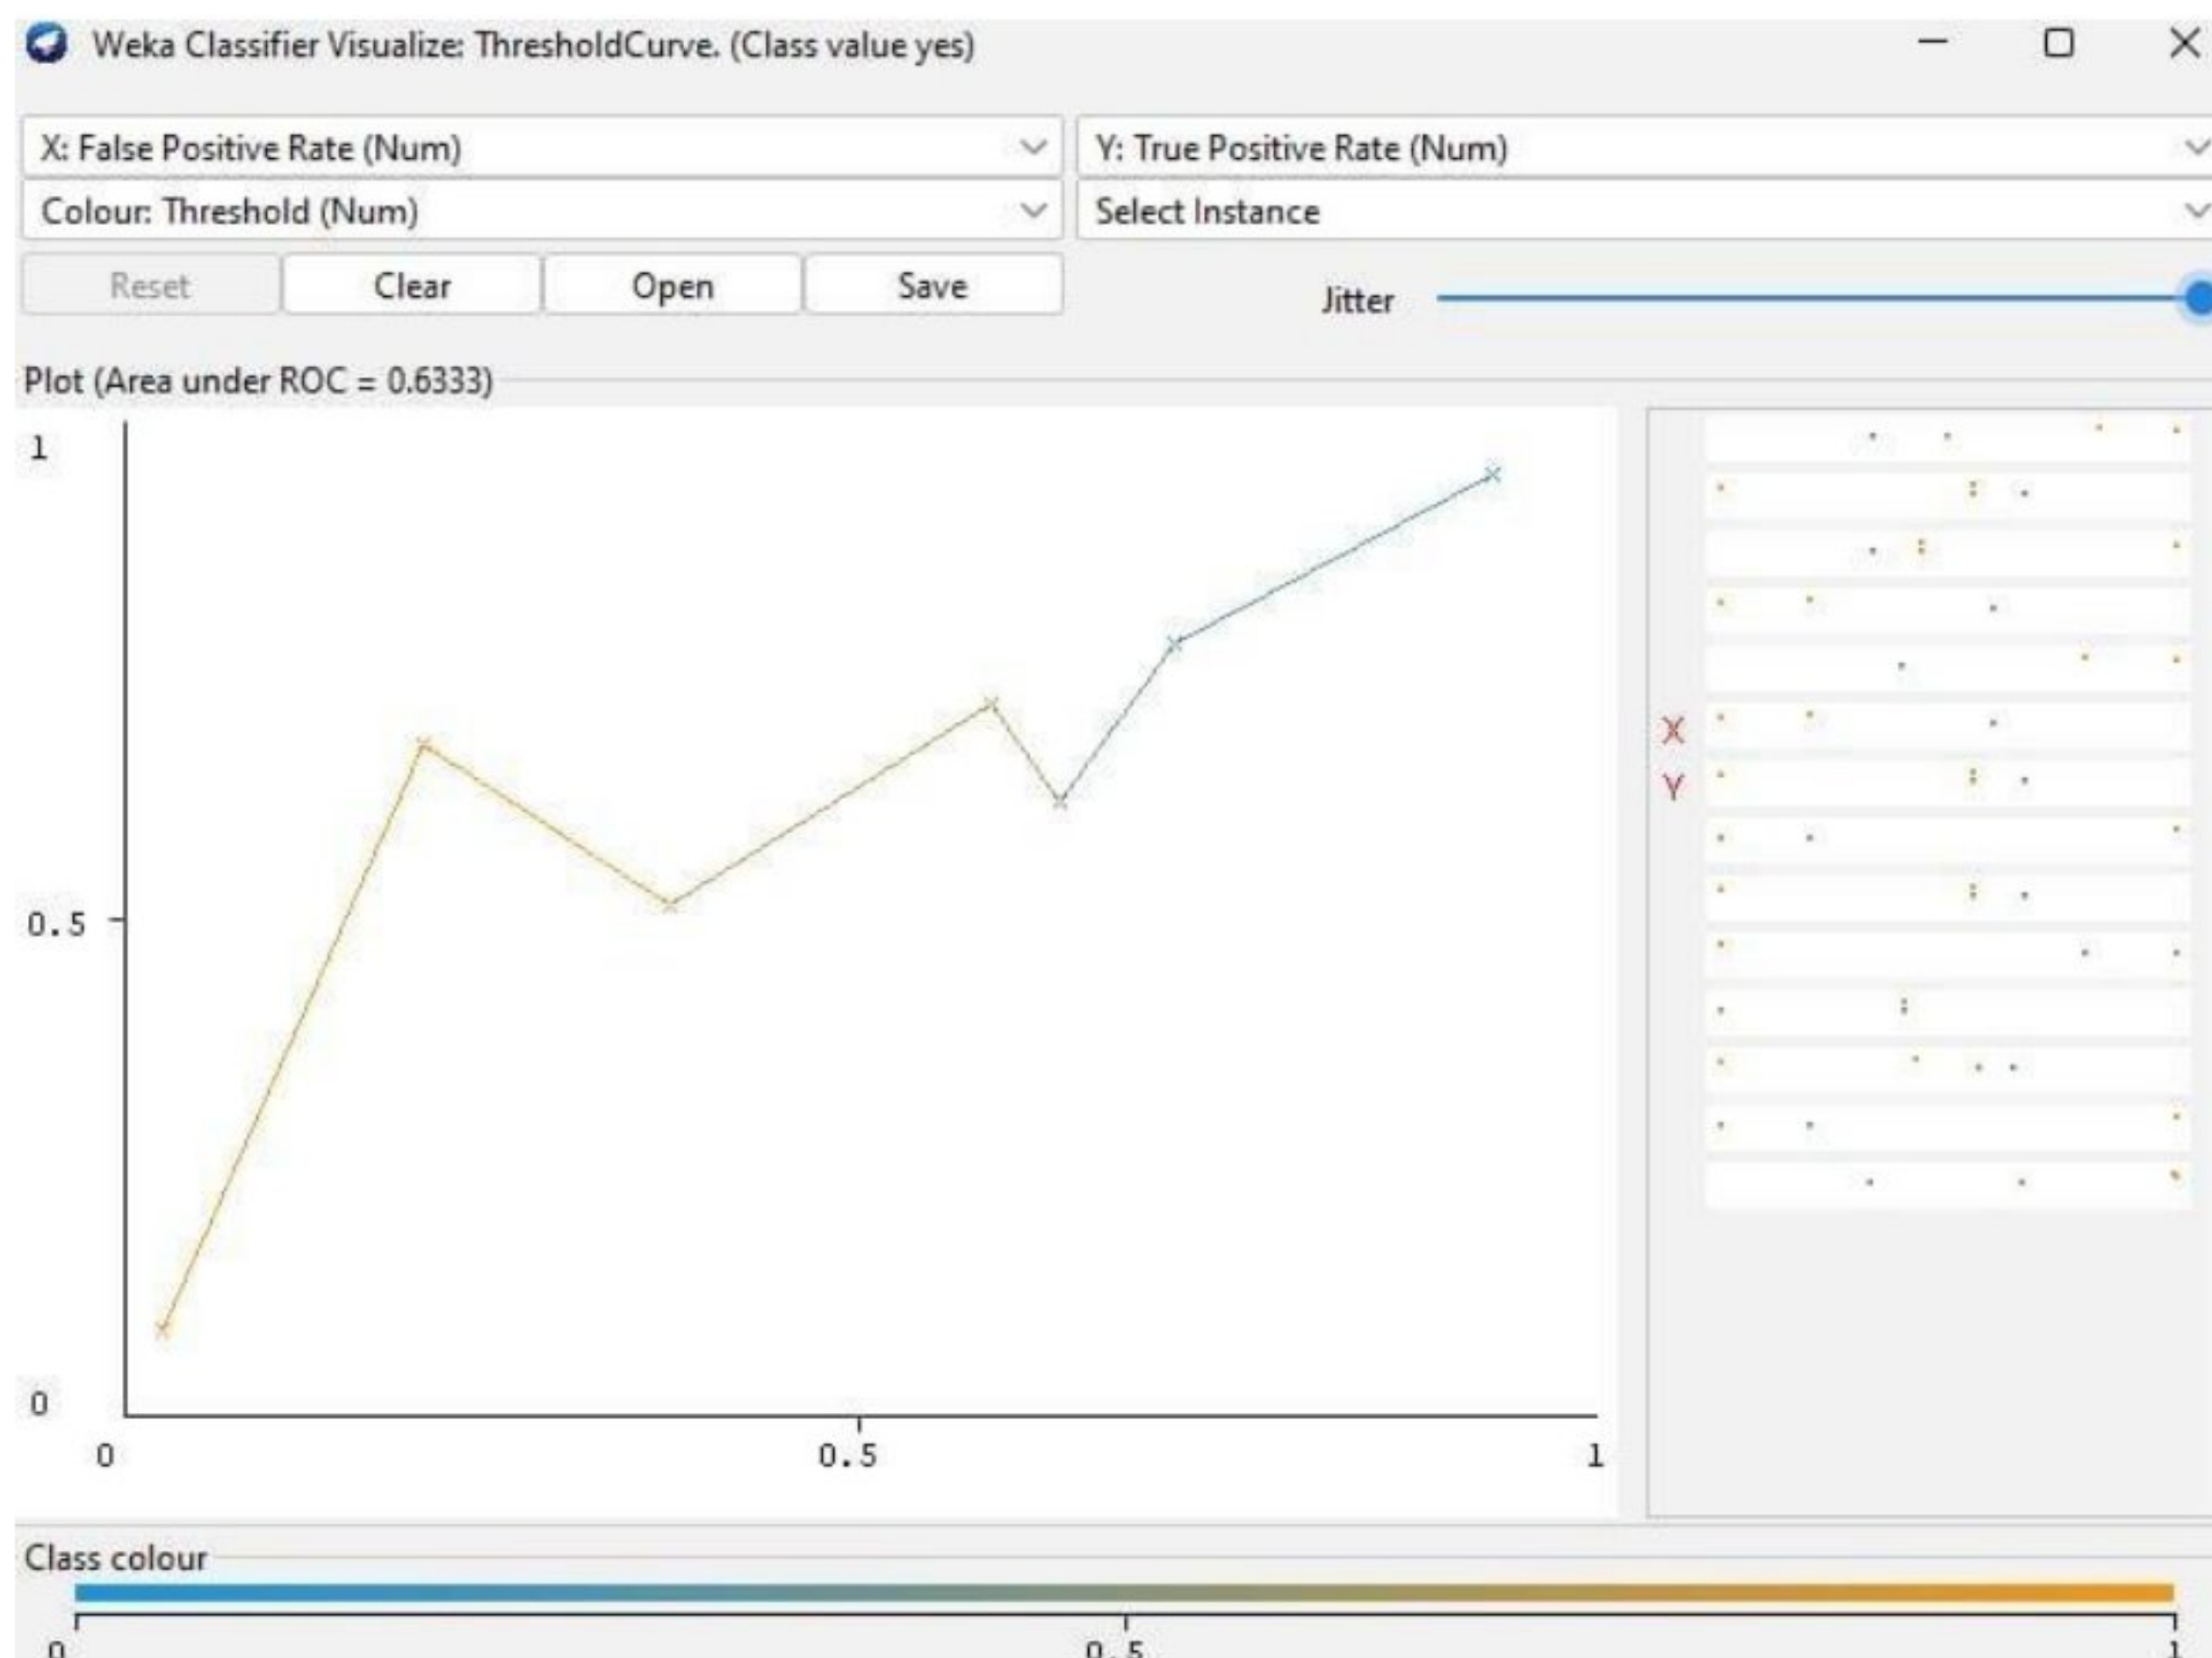 Weka Classifier Visualize: ThresholdCurve. (Class value yes)
X: False Positive Rate (Num) Y: True Positive Rate (Num)
Colour: Threshold (Num) Select Instance
Reset Clear Open Save Jitter
Plot (Area under ROC = 0.6333)
1
X
Y
0.5
0
0 0.5 1
Class colour
0 0.5 1